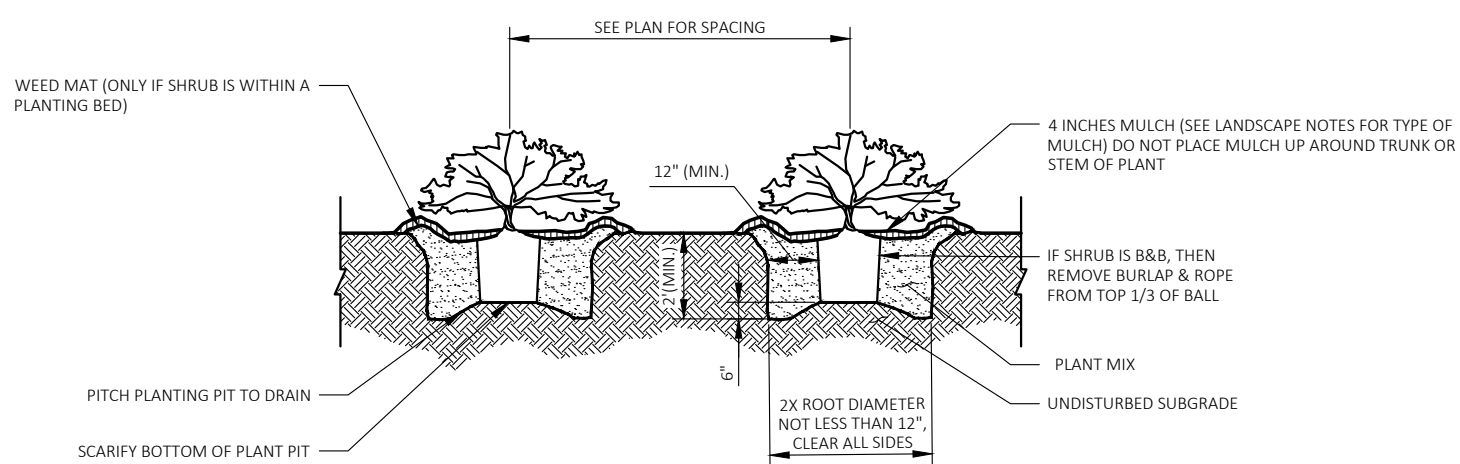 SEE PLAN FOR SPACING
WEED MAT (ONLY IF SHRUB IS WITHIN A
PLANTING BED)
4 INCHES MULCH (SEE LANDSCAPE NOTES FOR TYPE OF
MULCH) DO NOT PLACE MULCH UP AROUND TRUNK OR
STEM OF PLANT
12" (MIN.)
2' (MIN.)
IF SHRUB IS B&B, THEN
REMOVE BURLAP & ROPE
FROM TOP 1/3 OF BALL
6"
PLANT MIX
PITCH PLANTING PIT TO DRAIN
2X ROOT DIAMETER
NOT LESS THAN 12",
CLEAR ALL SIDES
UNDISTURBED SUBGRADE
SCARIFY BOTTOM OF PLANT PIT